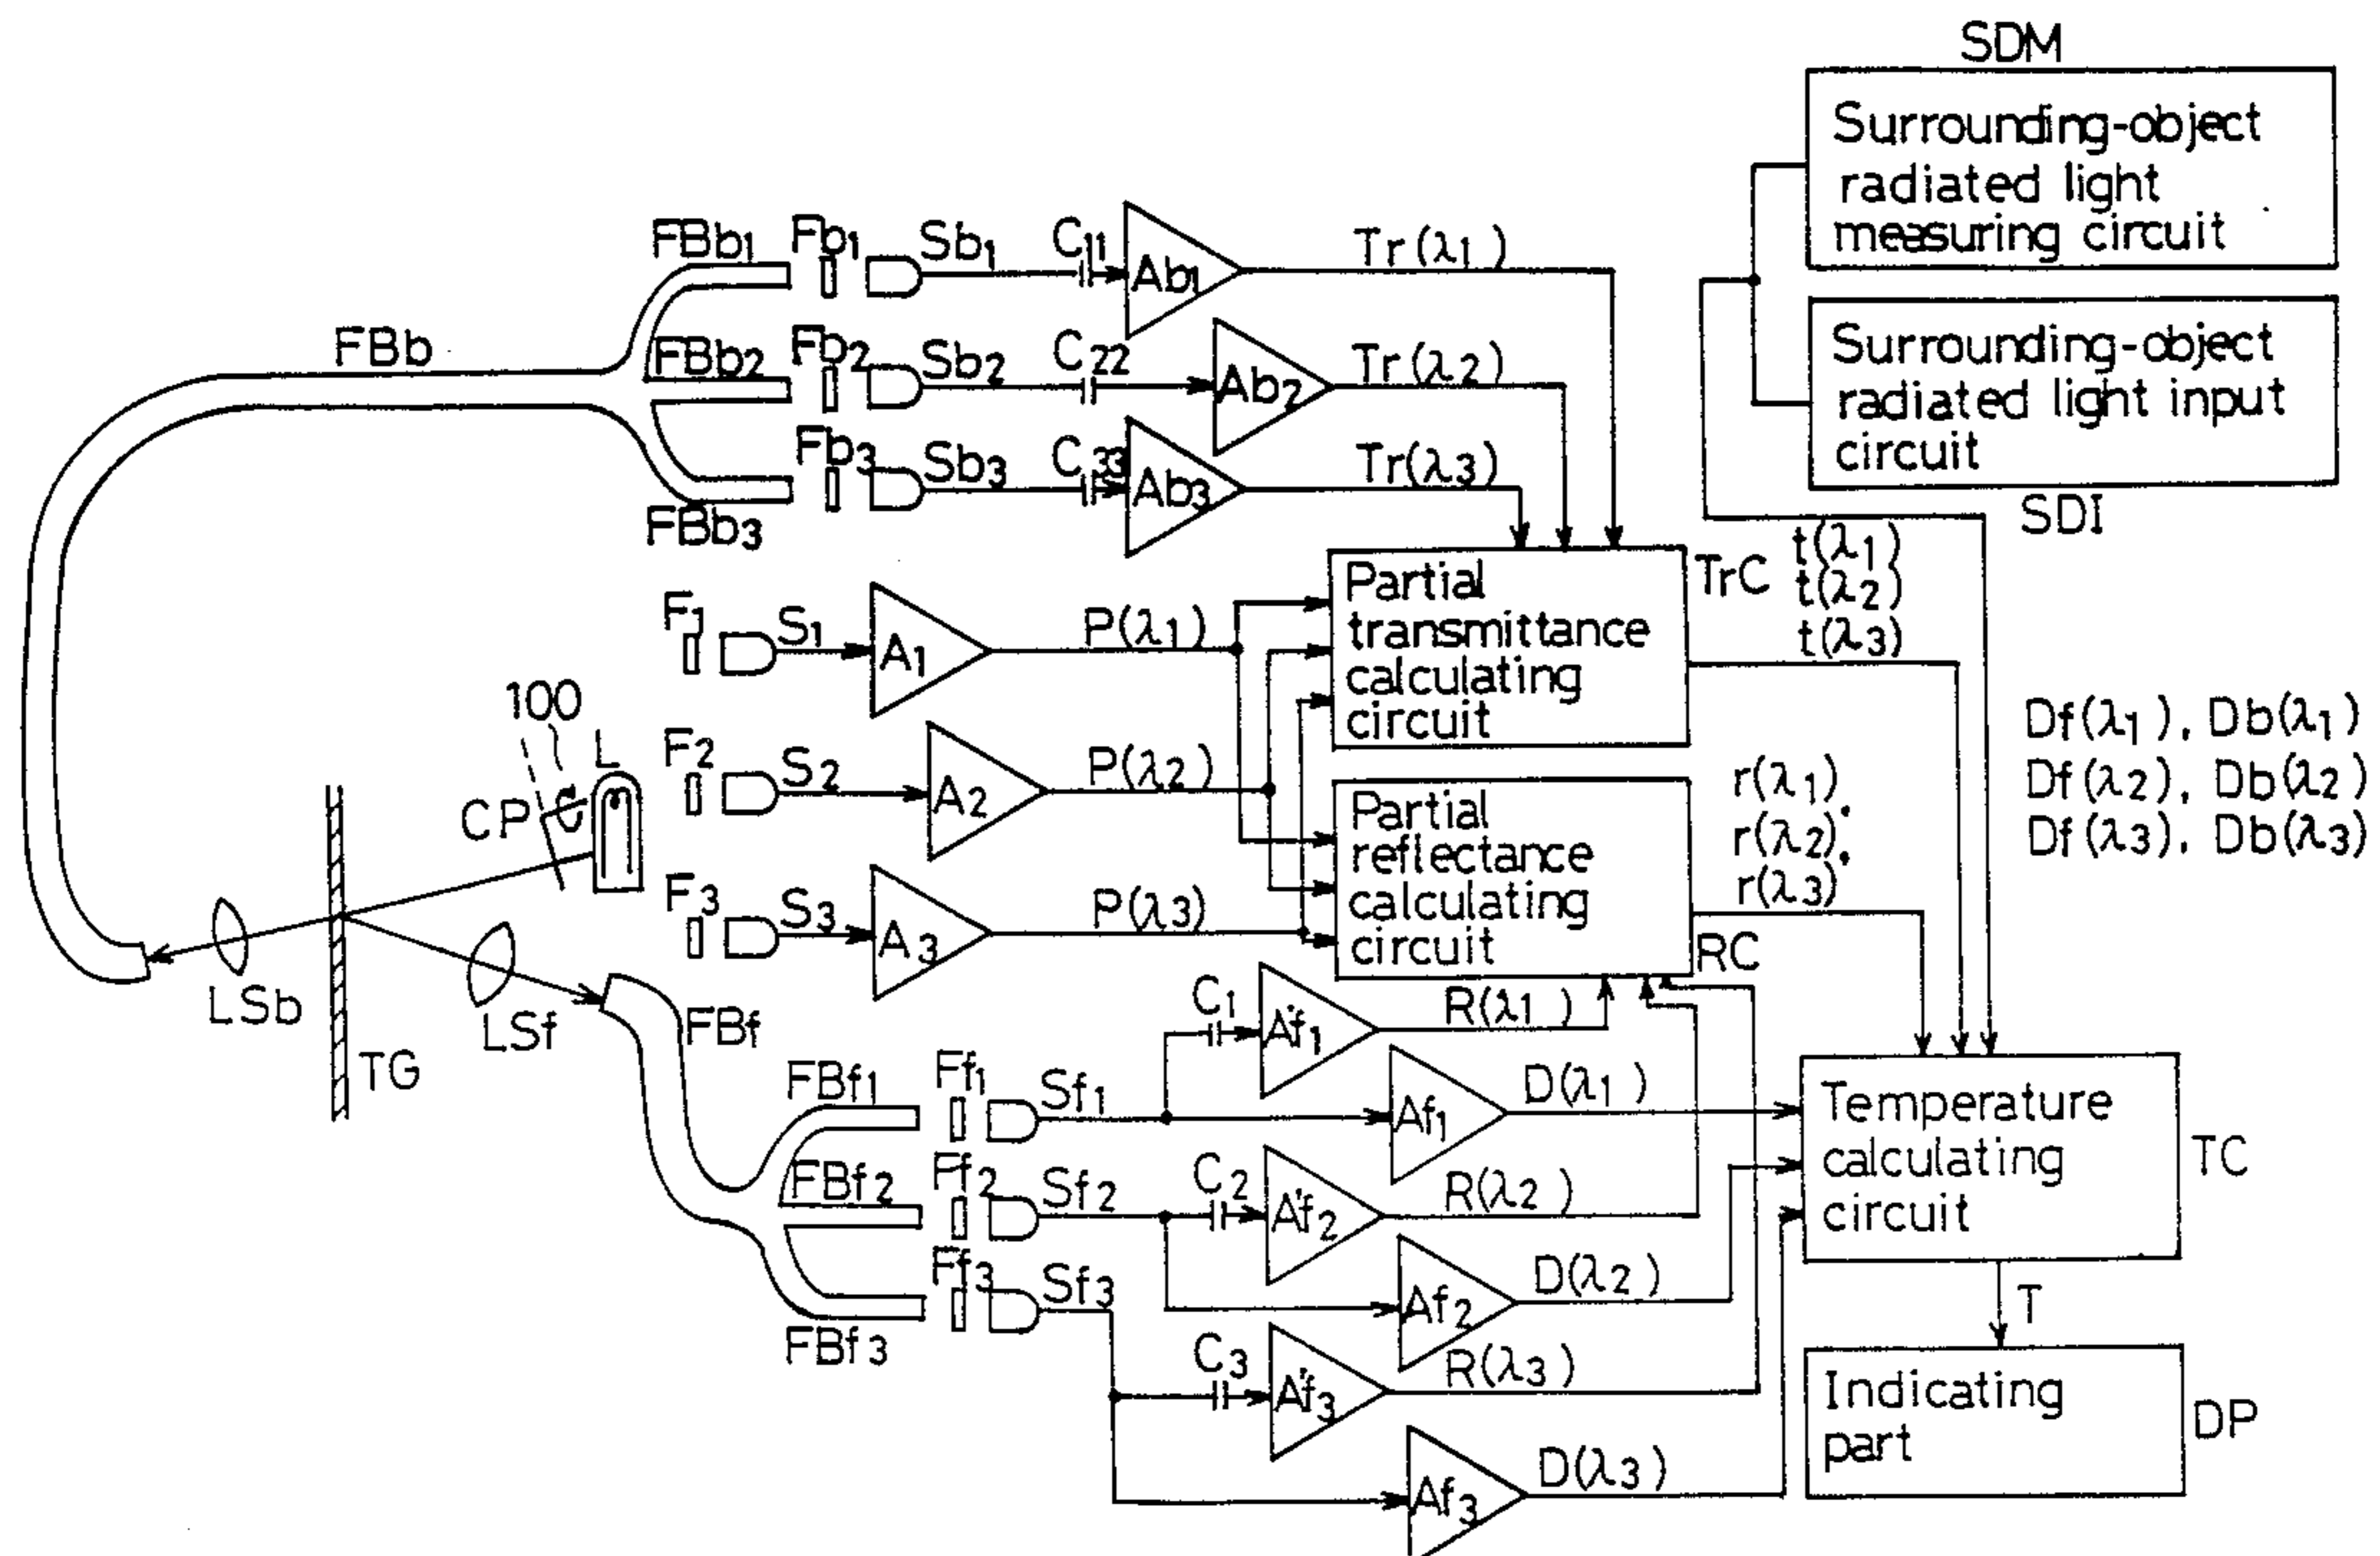 SDM
Surrounding-object
radiated light
measuring circuit
Surrounding-object
radiated light input
circuit
SDI
FBb
FBb1
Fb1
Sb1
C11
Ab1
Tr(λ1)
FBb2
Fb2
Sb2
C22
Ab2
Tr(λ2)
FBb3
Fb3
Sb3
C33
Ab3
Tr(λ3)
F1
S1
A1
P(λ1)
F2
S2
A2
P(λ2)
F3
S3
A3
P(λ3)
Partial
transmittance
calculating
circuit
TrC
t(λ1)
t(λ2)
t(λ3)
Partial
reflectance
calculating
circuit
RC
r(λ1),
r(λ2),
r(λ3)
Df(λ1), Db(λ1)
Df(λ2), Db(λ2)
Df(λ3), Db(λ3)
100
L
CP
LSb
TG
LSf
FBf
FBf1
Ff1
Sf1
C1
A'f1
R(λ1)
Af1
D(λ1)
FBf2
Ff2
Sf2
C2
A'f2
R(λ2)
Af2
D(λ2)
FBf3
Ff3
Sf3
C3
A'f3
R(λ3)
Af3
D(λ3)
Temperature
calculating
circuit
TC
T
Indicating
part
DP